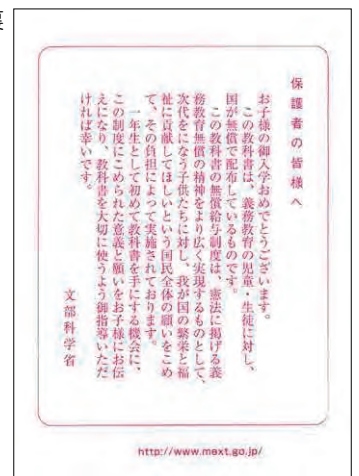 裏
保護者の皆様へ
お子様の御入学おめでとうございます。
この教科書は、義務教育の児童・生徒に対し、
国が無償で配布しているものです。
この教科書の無償給与制度は、憲法に掲げる義
務教育無償の精神をより広く実現するものとして、
次代をになう子供たちに対し、我が国の繁栄と福
祉に貢献してほしいという国民全体の願いをこめ
て、その負担によって実施されております。
一年生として初めて教科書を手にする機会に、
この制度にこめられた意義と願いをお子様にお伝
えになり、教科書を大切に使うよう御指導いただ
ければ幸いです。
文部科学省
http://www.mext.go.jp/